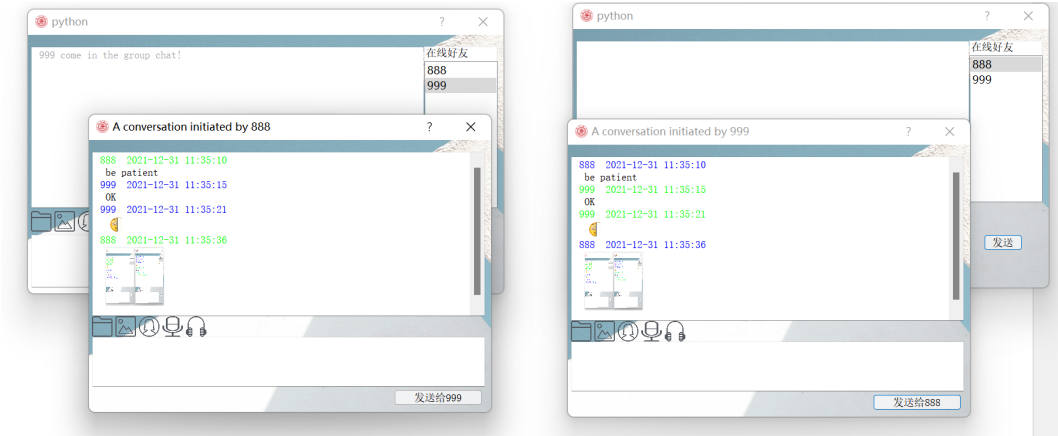 python
?
999 come in the group chat!
在线好友
888
999
A conversation initiated by 888
?
888 2021-12-31 11:35:10
be patient
999 2021-12-31 11:35:15
OK
999 2021-12-31 11:35:21
888 2021-12-31 11:35:36
发送给999
python
?
在线好友
888
999
发送
A conversation initiated by 999
?
888 2021-12-31 11:35:10
be patient
999 2021-12-31 11:35:15
OK
999 2021-12-31 11:35:21
888 2021-12-31 11:35:36
发送给888